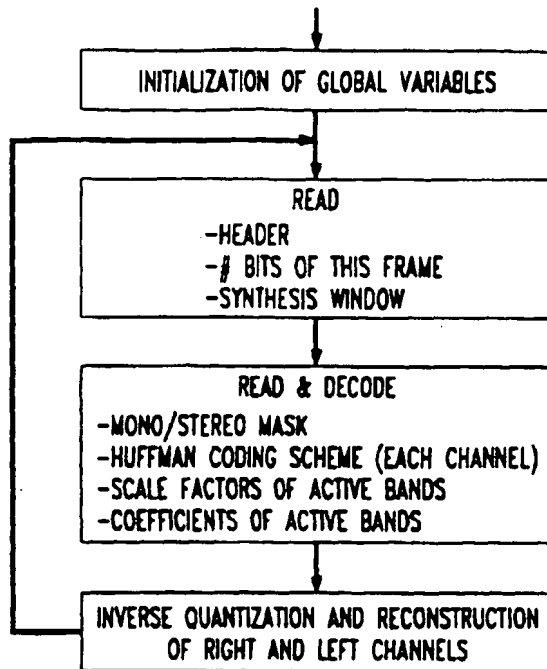 INITIALIZATION OF GLOBAL VARIABLES
READ
-HEADER
-# BITS OF THIS FRAME
-SYNTHESIS WINDOW
READ & DECODE
-MONO/STEREO MASK
-HUFFMAN CODING SCHEME (EACH CHANNEL)
-SCALE FACTORS OF ACTIVE BANDS
-COEFFICIENTS OF ACTIVE BANDS
INVERSE QUANTIZATION AND RECONSTRUCTION
OF RIGHT AND LEFT CHANNELS